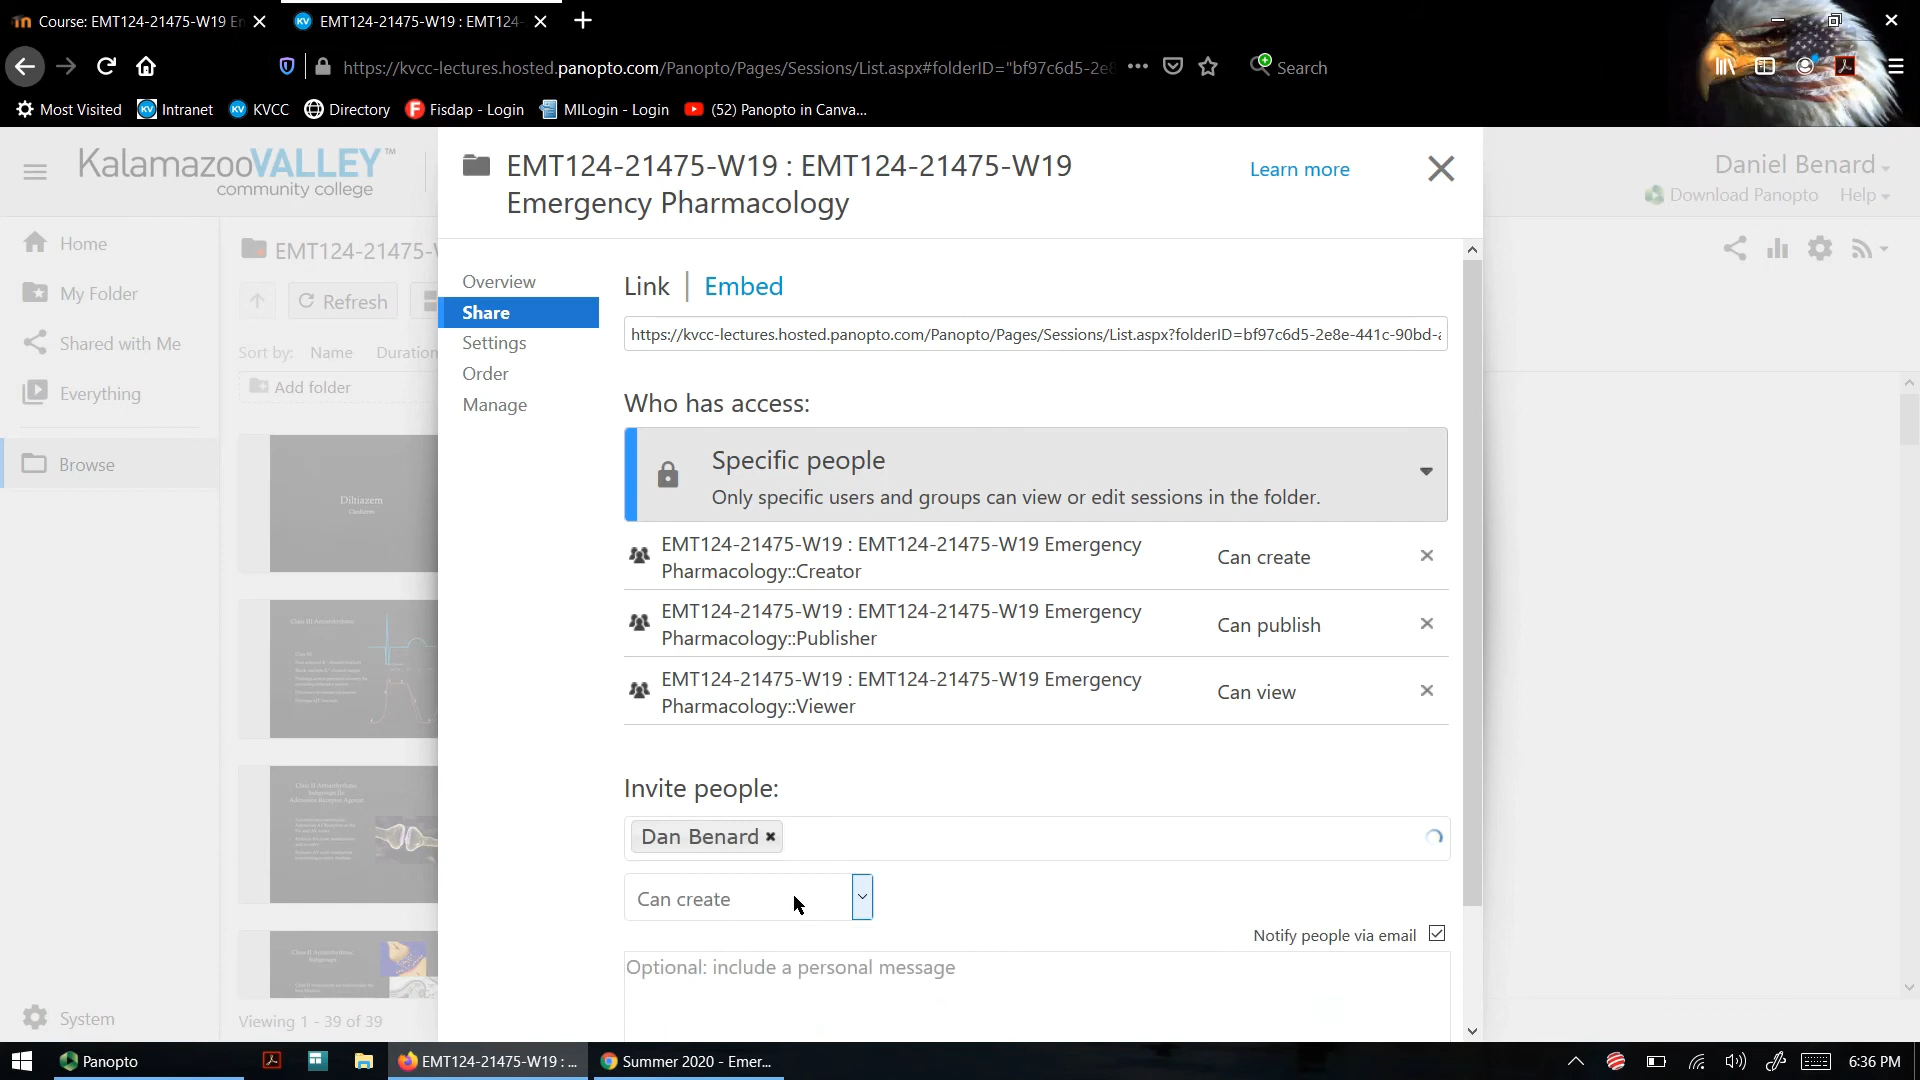 Course: EMT124-21475-W19 En
EMT124-21475-W19 : EMT124-
https://kvcc-lectures.hosted.panopto.com/Panopto/Pages/Sessions/List.aspx#folderID="bf97c6d5-2e8
Search
Most Visited
Intranet
KVCC
Directory
Fisdap - Login
MILogin - Login
(52) Panopto in Canva...
KalamazooVALLEY™
community college
Daniel Benard
Download Panopto
Help
EMT124-21475-W19 : EMT124-21475-W19
Emergency Pharmacology
Learn more
Home
My Folder
Shared with Me
Everything
Browse
System
EMT124-21475-W
Refresh
Sort by: Name Duration
Add folder
Diltiazem
Cardizem
Class III Antiarrhythmic
Viewing 1 - 39 of 39
Overview
Share
Settings
Order
Manage
Link | Embed
https://kvcc-lectures.hosted.panopto.com/Panopto/Pages/Sessions/List.aspx?folderID=bf97c6d5-2e8e-441c-90bd-a
Who has access:
Specific people
Only specific users and groups can view or edit sessions in the folder.
EMT124-21475-W19 : EMT124-21475-W19 Emergency
Pharmacology::Creator
Can create
EMT124-21475-W19 : EMT124-21475-W19 Emergency
Pharmacology::Publisher
Can publish
EMT124-21475-W19 : EMT124-21475-W19 Emergency
Pharmacology::Viewer
Can view
Invite people:
Dan Benard
Can create
Notify people via email
Optional: include a personal message
Panopto
EMT124-21475-W19 : ...
Summer 2020 - Emer...
6:36 PM